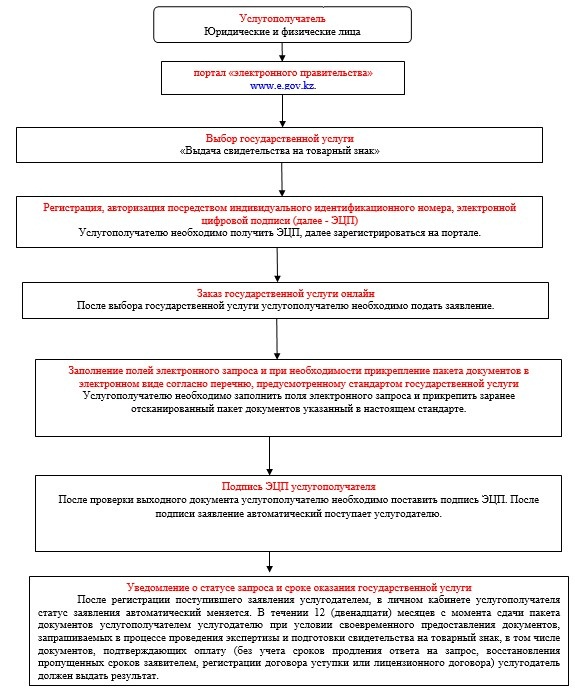 Услугополучатель
Юридические и физические лица
портал «электронного правительства»
www.e.gov.kz.
Выбор государственной услуги
«Выдача свидетельства на товарный знак»
Регистрация, авторизация посредством индивидуального идентификационного номера, электронной
цифровой подписи (далее - ЭЦП)
Услугополучателю необходимо получить ЭЦП, далее зарегистрироваться на портале.
Заказ государственной услуги онлайн
После выбора государственной услуги услугополучателю необходимо подать заявление.
Заполнение полей электронного запроса и при необходимости прикрепление пакета документов в
электронном виде согласно перечню, предусмотренному стандартом государственной услуги
Услугополучателю необходимо заполнить поля электронного запроса и прикрепить заранее
отсканированный пакет документов указанный в настоящем стандарте.
Подпись ЭЦП услугополучателя
После проверки выходного документа услугополучателю необходимо поставить подпись ЭЦП. После
подписи заявление автоматический поступает услугодателю.
Уведомление о статусе запроса и сроке оказания государственной услуги
После регистрации поступившего заявления услугодателем, в личном кабинете услугополучателя
статус заявления автоматический меняется. В течении 12 (двенадцати) месяцев с момента сдачи пакета
документов услугополучателем услугодателю при условии своевременного предоставления документов,
запрашиваемых в процессе проведения экспертизы и подготовки свидетельства на товарный знак, в том числе
документов, подтверждающих оплату (без учета сроков продления ответа на запрос, восстановления
пропущенных сроков заявителем, регистрации договора уступки или лицензионного договора) услугодатель
должен выдать результат.